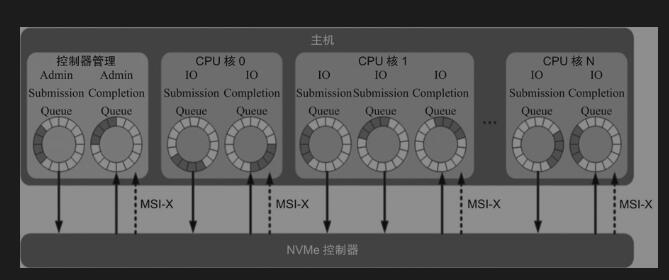 主机
控制器管理
Admin Admin
Submission Completion
Queue Queue
CPU 核 0
IO IO
Submission Completion
Queue Queue
CPU 核 1
IO IO IO
Submission Submission Completion
Queue Queue Queue
...
CPU 核 N
IO IO
Submission Completion
Queue Queue
MSI-X
MSI-X
MSI-X
MSI-X
NVMe 控制器